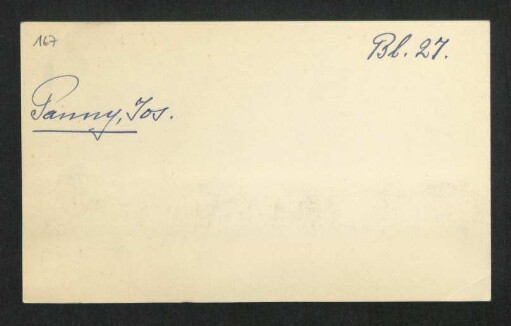 167
Bl. 27.
Panny, Jos.